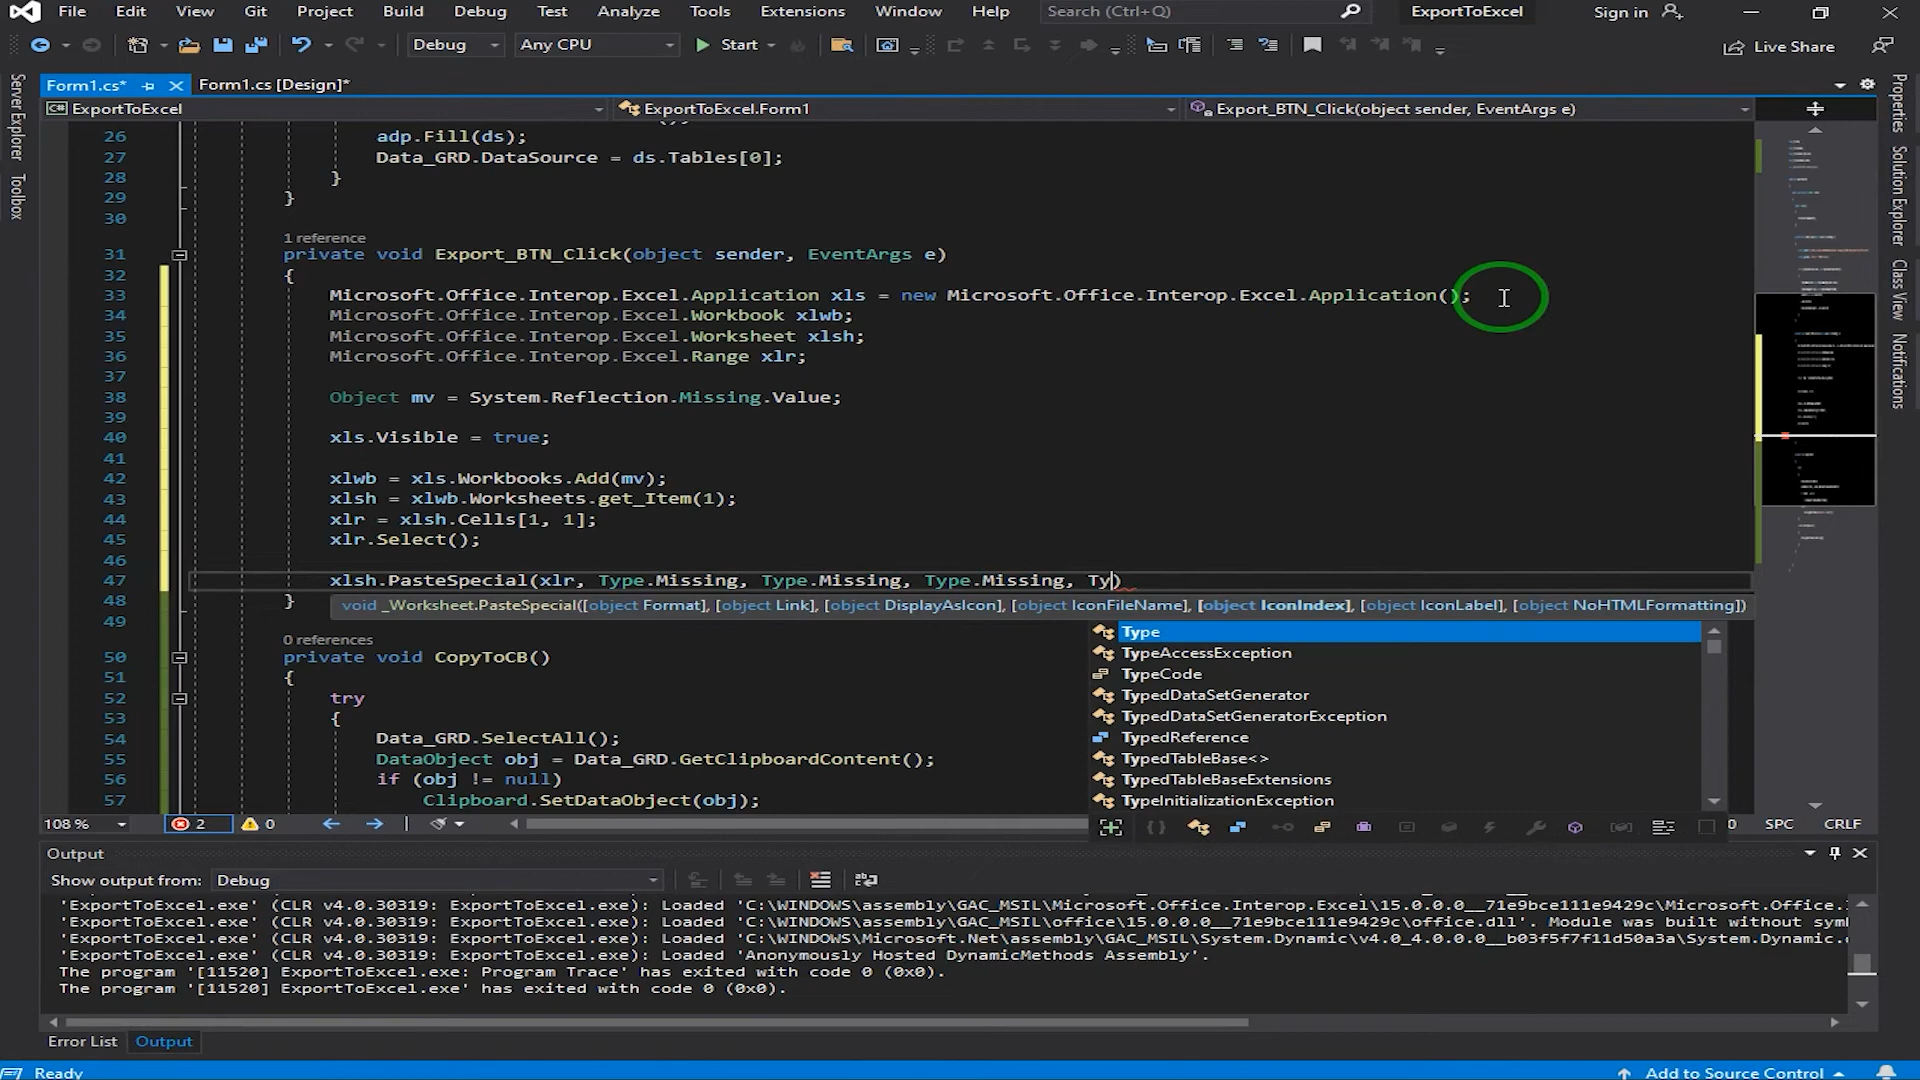 File Edit View Git Project Build Debug Test Analyze Tools Extensions Window Help Search (Ctrl+Q) ExportToExcel Sign in
Debug Any CPU Start Live Share
Form1.cs* Form1.cs [Design]*
ExportToExcel ExportToExcel.Form1 Export_BTN_Click(object sender, EventArgs e)
Server Explorer
Toolbox
Properties
Solution Explorer
Class View
Notifications
26 adp.Fill(ds);
27 Data_GRD.DataSource = ds.Tables[0];
28 }
29 }
30
1 reference
31 private void Export_BTN_Click(object sender, EventArgs e)
32 {
33 Microsoft.Office.Interop.Excel.Application xls = new Microsoft.Office.Interop.Excel.Application();
34 Microsoft.Office.Interop.Excel.Workbook xlwb;
35 Microsoft.Office.Interop.Excel.Worksheet xlsh;
36 Microsoft.Office.Interop.Excel.Range xlr;
37
38 Object mv = System.Reflection.Missing.Value;
39
40 xls.Visible = true;
41
42 xlwb = xls.Workbooks.Add(mv);
43 xlsh = xlwb.Worksheets.get_Item(1);
44 xlr = xlsh.Cells[1, 1];
45 xlr.Select();
46
47 xlsh.PasteSpecial(xlr, Type.Missing, Type.Missing, Type.Missing, Ty)
48 }
void _Worksheet.PasteSpecial([object Format], [object Link], [object DisplayAsIcon], [object IconFileName], [object IconIndex], [object IconLabel], [object NoHTMLFormatting])
49
0 references
50 private void CopyToCB()
51 {
52 try
53 {
54 Data_GRD.SelectAll();
55 DataObject obj = Data_GRD.GetClipboardContent();
56 if (obj != null)
57 Clipboard.SetDataObject(obj);
Type
TypeAccessException
TypeCode
TypedDataSetGenerator
TypedDataSetGeneratorException
TypedReference
TypedTableBase<>
TypedTableBaseExtensions
TypeInitializationException
108 % 2 0 0 SPC CRLF
Output
Show output from: Debug
'ExportToExcel.exe' (CLR v4.0.30319: ExportToExcel.exe): Loaded 'C:\WINDOWS\assembly\GAC_MSIL\Microsoft.Office.Interop.Excel\15.0.0.0__71e9bce111e9429c\Microsoft.Office.
'ExportToExcel.exe' (CLR v4.0.30319: ExportToExcel.exe): Loaded 'C:\WINDOWS\assembly\GAC_MSIL\office\15.0.0.0__71e9bce111e9429c\office.dll'. Module was built without sym
'ExportToExcel.exe' (CLR v4.0.30319: ExportToExcel.exe): Loaded 'C:\WINDOWS\Microsoft.Net\assembly\GAC_MSIL\System.Dynamic\v4.0_4.0.0.0__b03f5f7f11d50a3a\System.Dynamic.
'ExportToExcel.exe' (CLR v4.0.30319: ExportToExcel.exe): Loaded 'Anonymously Hosted DynamicMethods Assembly'.
The program '[11520] ExportToExcel.exe: Program Trace' has exited with code 0 (0x0).
The program '[11520] ExportToExcel.exe' has exited with code 0 (0x0).
Error List Output
Ready Add to Source Control